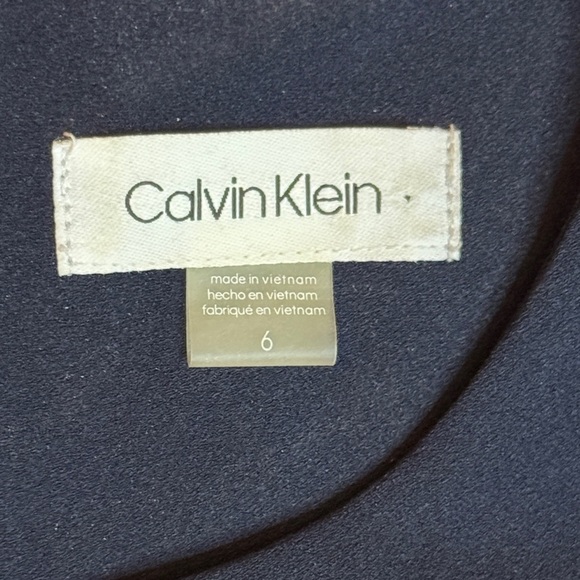 Calvin Klein
made in vietnam
hecho en vietnam
fabriqué en vietnam
6